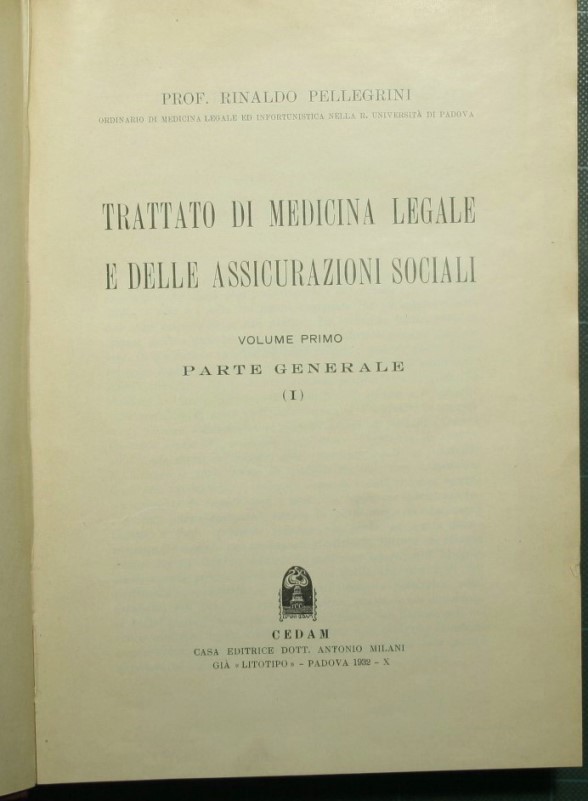 PROF. RINALDO PELLEGRINI
ORDINARIO DI MEDICINA LEGALE ED INFORTUNISTICA NELLA R. UNIVERSITÀ DI PADOVA
TRATTATO DI MEDICINA LEGALE
E DELLE ASSICURAZIONI SOCIALI
VOLUME PRIMO
PARTE GENERALE
(I)
CEDAM
CASA EDITRICE DOTT. ANTONIO MILANI
GIÀ «LITOTIPO» - PADOVA 1932 - X